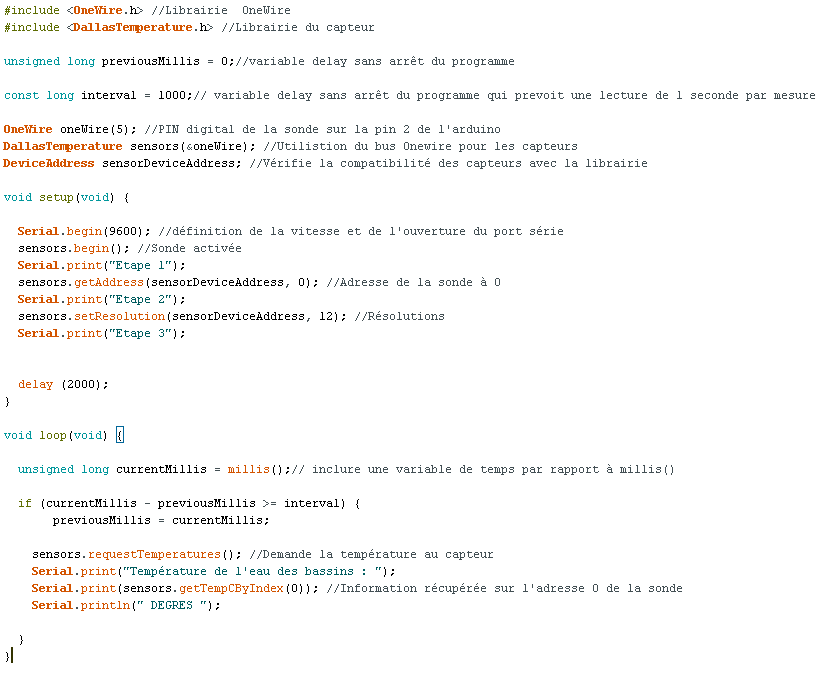 #include <OneWire.h> //Librairie  OneWire
#include <DallasTemperature.h> //Librairie du capteur
unsigned long previousMillis = 0;//variable delay sans arrêt du programme
const long interval = 1000;// variable delay sans arrêt du programme qui prevoit une lecture de 1 seconde par mesure
OneWire oneWire(5); //PIN digital de la sonde sur la pin 2 de l'arduino
DallasTemperature sensors(&oneWire); //Utilistion du bus Onewire pour les capteurs
DeviceAddress sensorDeviceAddress; //Vérifie la compatibilité des capteurs avec la librairie
void setup(void) {
Serial.begin(9600); //définition de la vitesse et de l'ouverture du port série
sensors.begin(); //Sonde activée
Serial.print("Etape 1");
sensors.getAddress(sensorDeviceAddress, 0); //Adresse de la sonde à 0
Serial.print("Etape 2");
sensors.setResolution(sensorDeviceAddress, 12); //Résolutions
Serial.print("Etape 3");
delay (2000);
}
void loop(void) {
unsigned long currentMillis = millis();// inclure une variable de temps par rapport à millis()
if (currentMillis - previousMillis >= interval) {
previousMillis = currentMillis;
sensors.requestTemperatures(); //Demande la température au capteur
Serial.print("Température de l'eau des bassins : ");
Serial.print(sensors.getTempCByIndex(0)); //Information récupérée sur l'adresse 0 de la sonde
Serial.println(" DEGRES ");
}
}